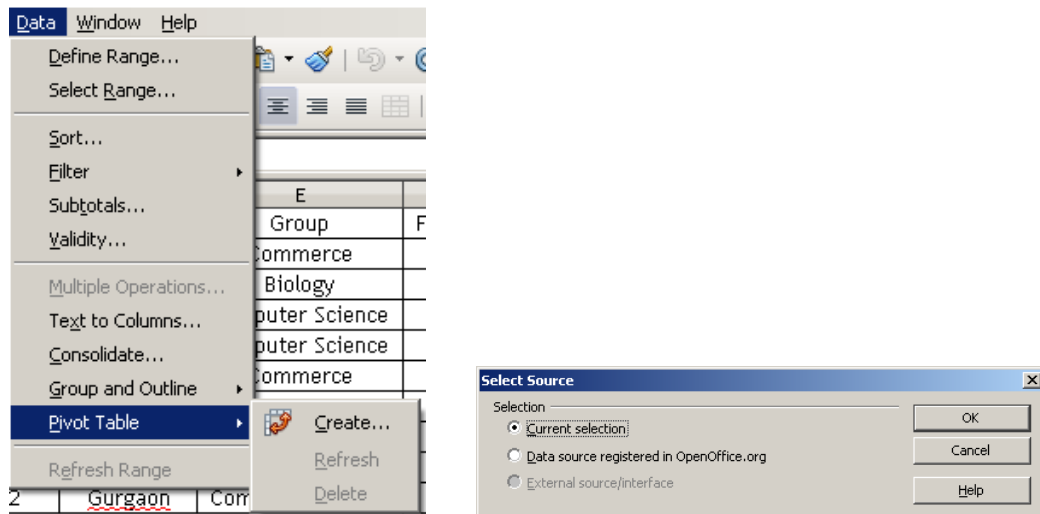 Data Window Help
Define Range...
Select Range...
Sort...
Filter
Subtotals...
Validity...
Multiple Operations...
Text to Columns...
Consolidate...
Group and Outline
Pivot Table
Refresh Range
Create...
Refresh
Delete
E
Group F
Commerce
Biology
puter Science
puter Science
Commerce
2 Gurgaon Com
Select Source
Selection
Current selection
Data source registered in OpenOffice.org
External source/interface
OK
Cancel
Help